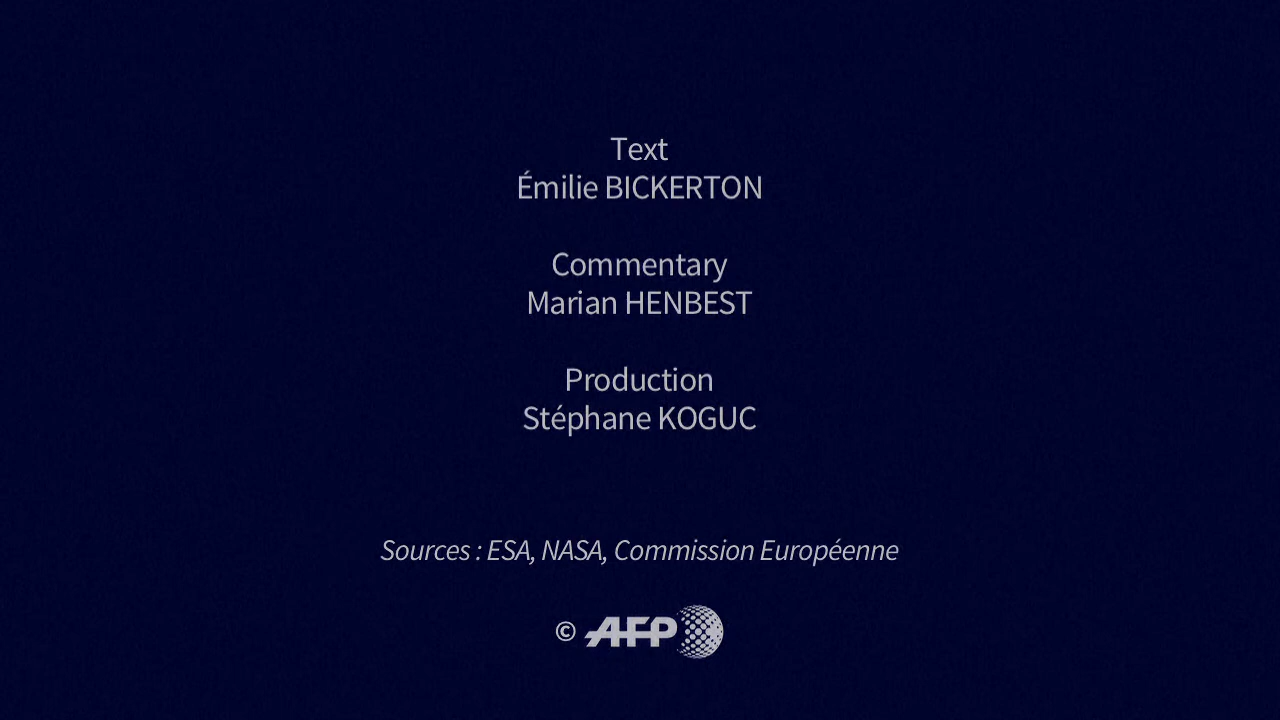 Text
Émilie BICKERTON
Commentary
Marian HENBEST
Production
Stéphane KOGUC
Sources : ESA, NASA, Commission Européenne
© AFP